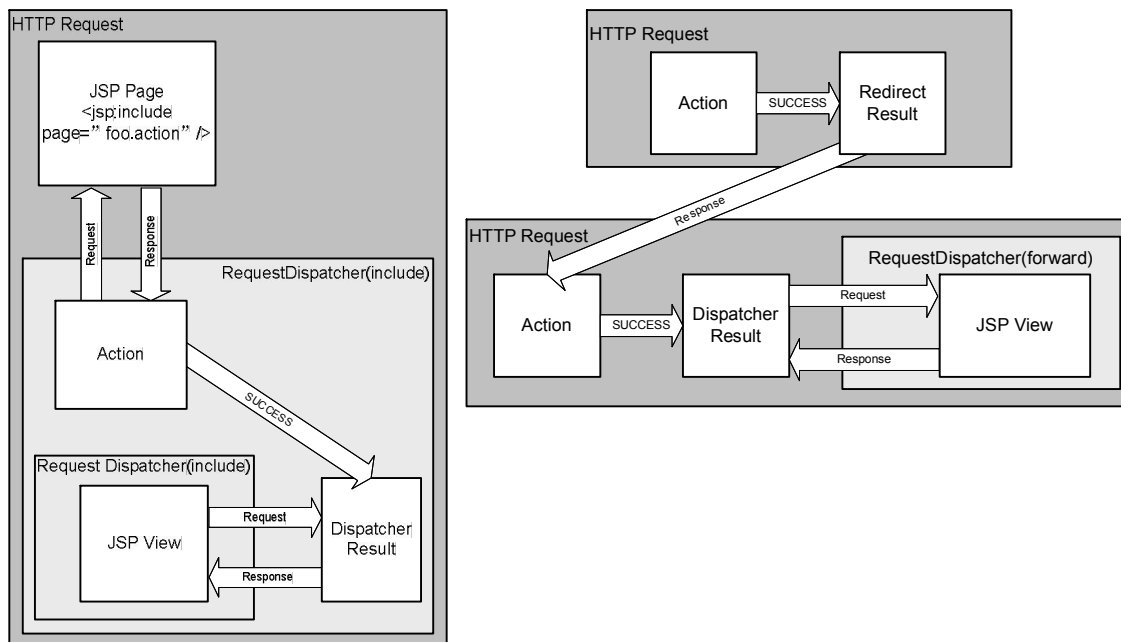 HTTP Request
JSP Page
<jsp:include
page=" foo.action" />
Request
Response
RequestDispatcher(include)
Action
SUCCESS
Request Dispatcher(include)
JSP View
Request
Response
Dispatcher
Result
HTTP Request
Action
SUCCESS
Redirect
Result
Response
HTTP Request
Action
SUCCESS
Dispatcher
Result
Request
Response
RequestDispatcher(forward)
JSP View